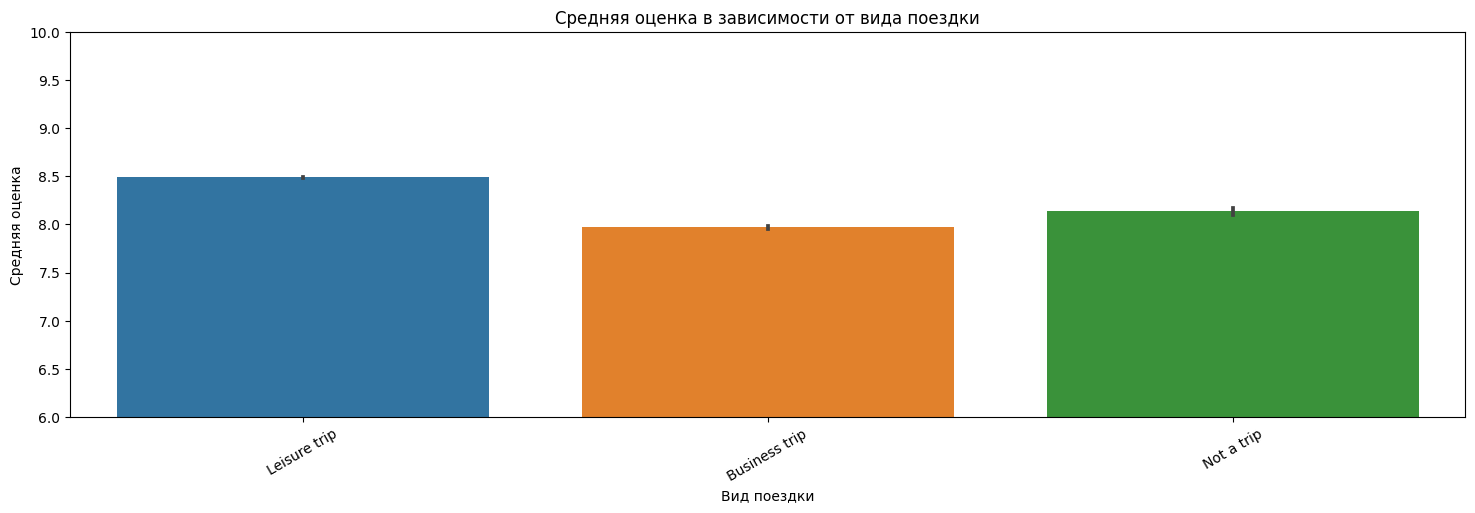 Средняя оценка в зависимости от вида поездки
10.0
9.5
9.0
8.5
8.0
7.5
7.0
6.5
6.0
Средняя оценка
Leisure trip
Business trip
Not a trip
Вид поездки